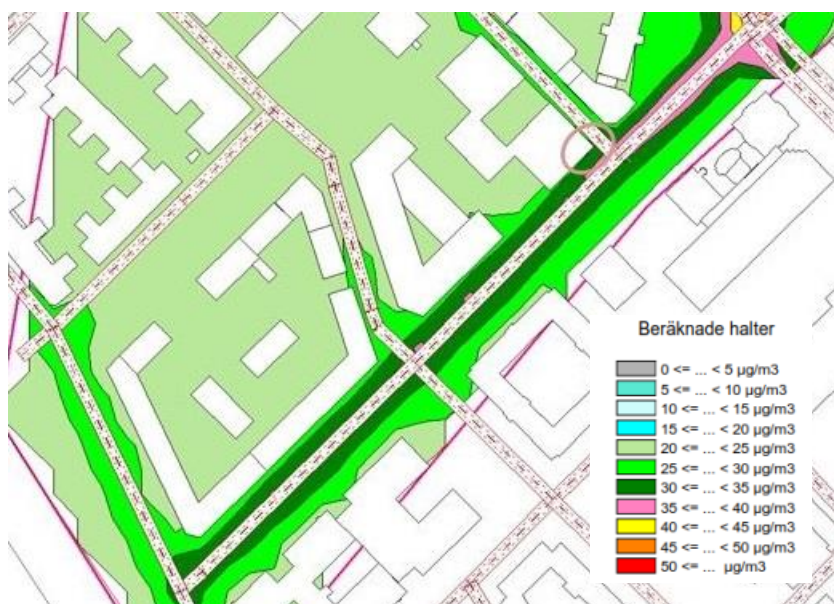 Beräknade halter
0 <= ... < 5 µg/m3
5 <= ... < 10 µg/m3
10 <= ... < 15 µg/m3
15 <= ... < 20 µg/m3
20 <= ... < 25 µg/m3
25 <= ... < 30 µg/m3
30 <= ... < 35 µg/m3
35 <= ... < 40 µg/m3
40 <= ... < 45 µg/m3
45 <= ... < 50 µg/m3
50 <= ... µg/m3